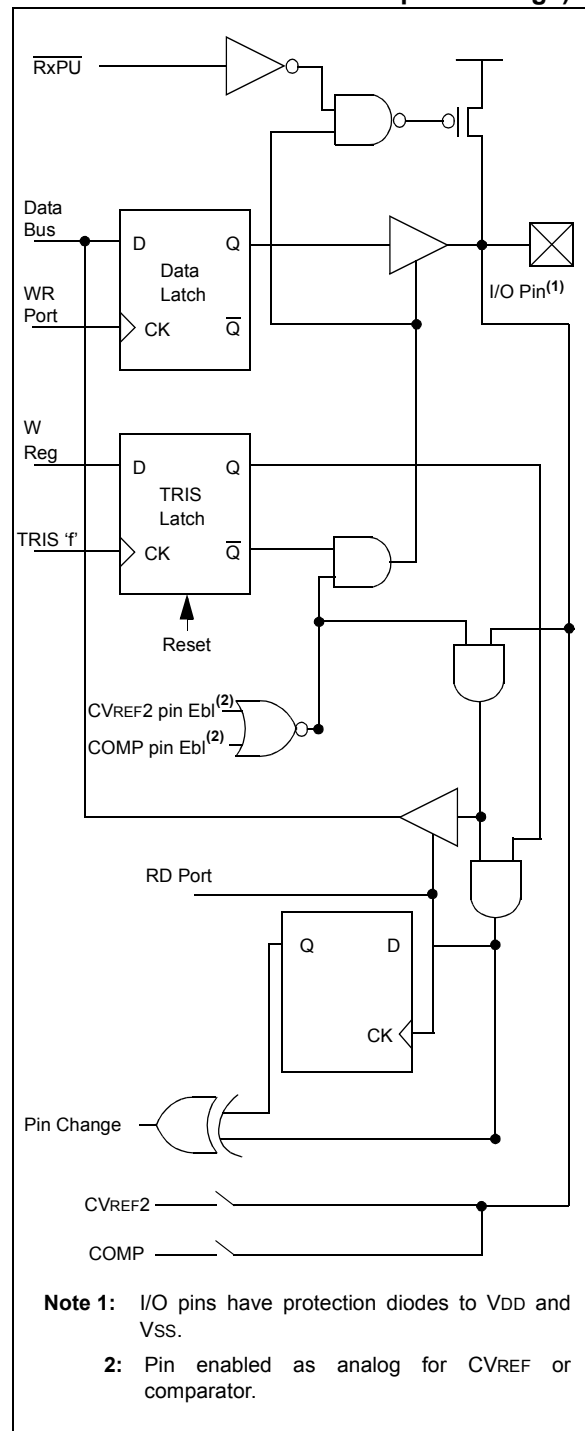 RxPU
Data
Bus
D
Q
Data
Latch
WR
Port
CK
Q
I/O Pin(1)
W
Reg
D
Q
TRIS
Latch
TRIS 'f'
CK
Q
Reset
CVREF2 pin Ebl(2)
COMP pin Ebl(2)
RD Port
Q
D
CK
Pin Change
CVREF2
COMP
Note 1: I/O pins have protection diodes to VDD and
VSS.
2: Pin enabled as analog for CVREF or
comparator.